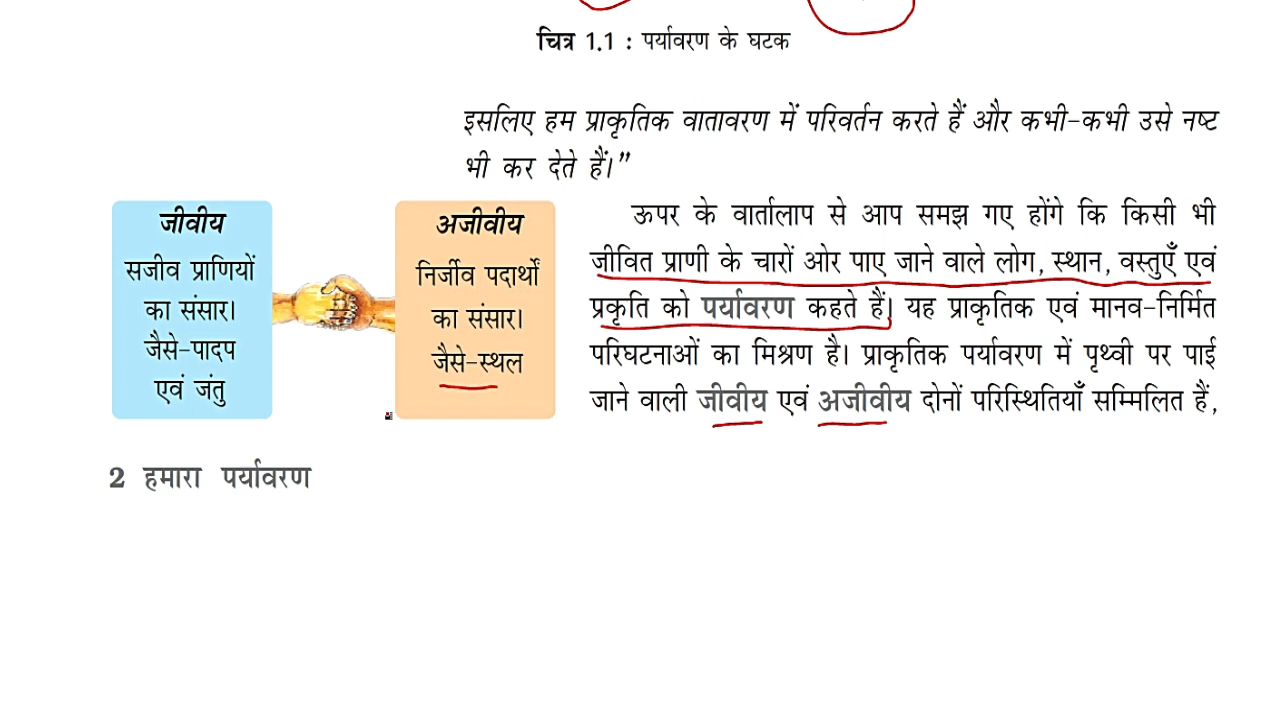 चित्र 1.1 : पर्यावरण के घटक
इसलिए हम प्राकृतिक वातावरण में परिवर्तन करते हैं और कभी-कभी उसे नष्ट
भी कर देते हैं।”
जीवीय
सजीव प्राणियों
का संसार।
जैसे-पादप
एवं जंतु
अजीवीय
निर्जीव पदार्थों
का संसार।
जैसे-स्थल
ऊपर के वार्तालाप से आप समझ गए होंगे कि किसी भी
जीवित प्राणी के चारों ओर पाए जाने वाले लोग, स्थान, वस्तुएँ एवं
प्रकृति को पर्यावरण कहते हैं। यह प्राकृतिक एवं मानव-निर्मित
परिघटनाओं का मिश्रण है। प्राकृतिक पर्यावरण में पृथ्वी पर पाई
जाने वाली जीवीय एवं अजीवीय दोनों परिस्थितियाँ सम्मिलित हैं,
2 हमारा पर्यावरण